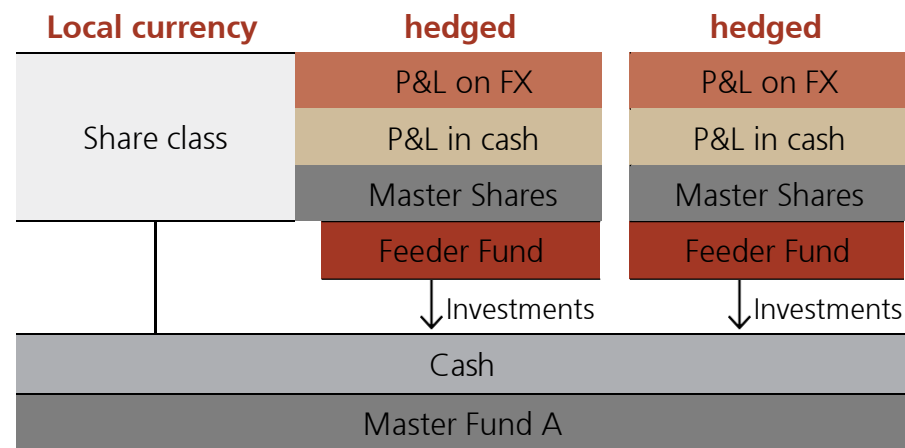 Local currency
hedged
hedged
Share class
P&L on FX
P&L in cash
Master Shares
Feeder Fund
Investments
P&L on FX
P&L in cash
Master Shares
Feeder Fund
Investments
Cash
Master Fund A